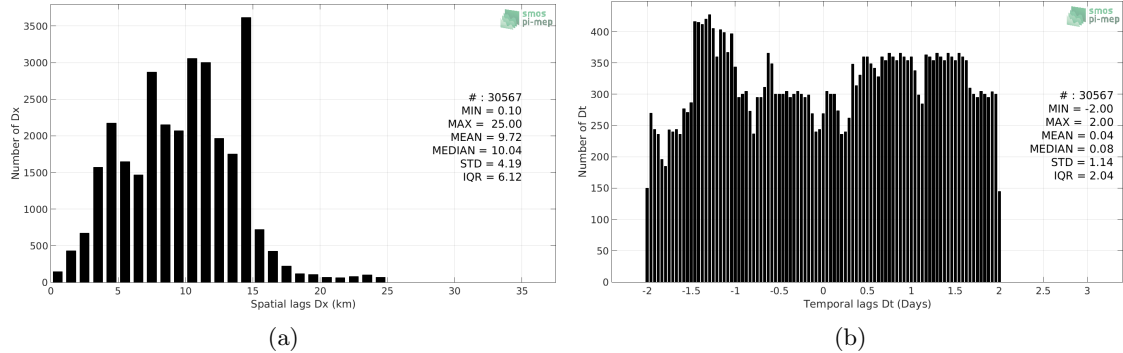 3500
3000
2500
2000
1500
1000
500
0
Number of Dx
smos
pi-mep
# : 30567
MIN = 0.10
MAX = 25.00
MEAN = 9.72
MEDIAN = 10.04
STD = 4.19
IQR = 6.12
0 5 10 15 20 25 30 35
Spatial lags Dx (km)
(a)
400
350
300
250
200
150
100
50
0
Number of Dt
smos
pi-mep
# : 30567
MIN = -2.00
MAX = 2.00
MEAN = 0.04
MEDIAN = 0.08
STD = 1.14
IQR = 2.04
-2 -1.5 -1 -0.5 0 0.5 1 1.5 2 2.5 3
Temporal lags Dt (Days)
(b)